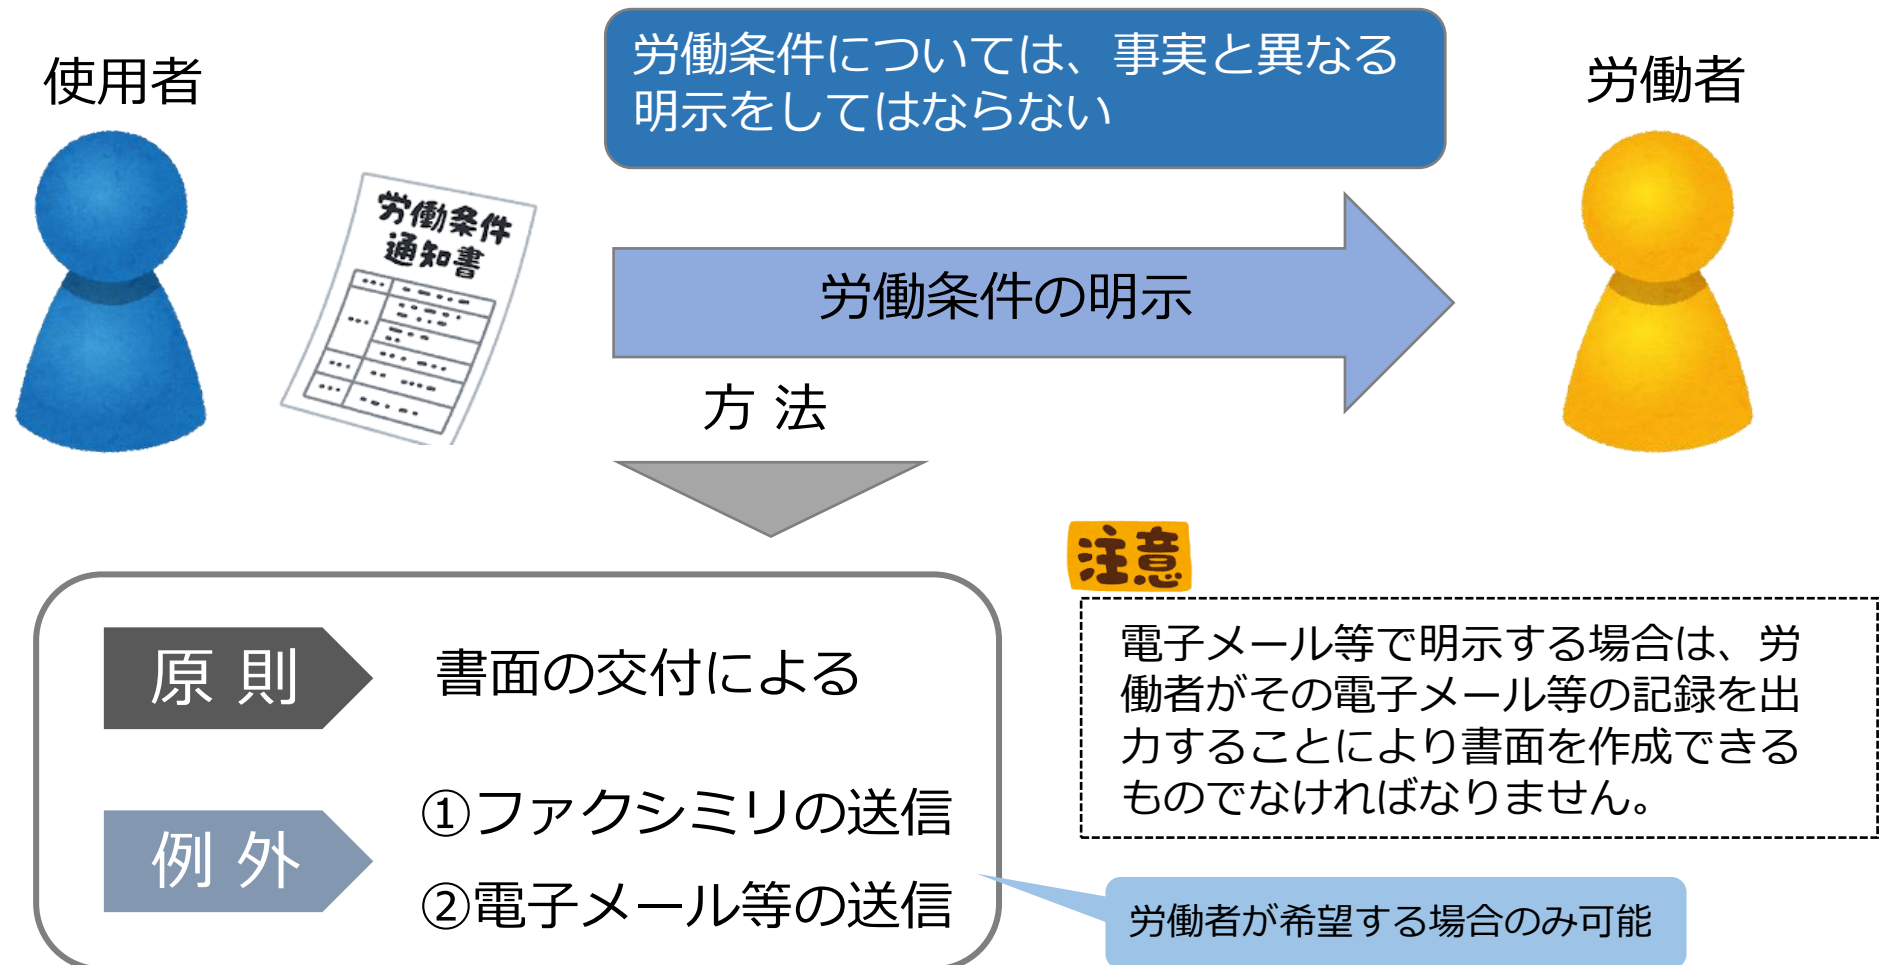 労働条件については、事実と異なる
明示をしてはならない
使用者
労働者
労働条件
通知書
労働条件の明示
方 法
注意
原 則
書面の交付による
例 外
①ファクシミリの送信
②電子メール等の送信
電子メール等で明示する場合は、労
働者がその電子メール等の記録を出
力することにより書面を作成できる
ものでなければなりません。
労働者が希望する場合のみ可能